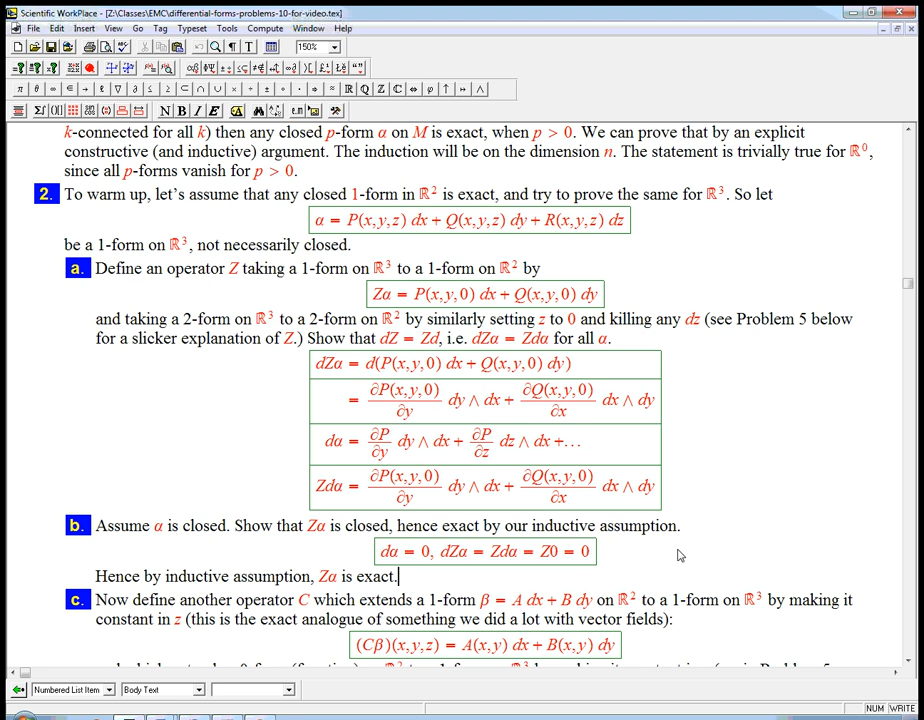 Scientific WorkPlace - [Z:\Classes\EMC\differential-forms-problems-10-for-video.tex]
File Edit Insert View Go Tag Typeset Tools Compute Window Help
150%
N B I E
k-connected for all k) then any closed p-form α on M is exact, when p > 0. We can prove that by an explicit
constructive (and inductive) argument. The induction will be on the dimension n. The statement is trivially true for ℝ⁰,
since all p-forms vanish for p > 0.
2. To warm up, let's assume that any closed 1-form in ℝ² is exact, and try to prove the same for ℝ³. So let
α = P(x,y,z) dx + Q(x,y,z) dy + R(x,y,z) dz
be a 1-form on ℝ³, not necessarily closed.
a. Define an operator Z taking a 1-form on ℝ³ to a 1-form on ℝ² by
Zα = P(x,y,0) dx + Q(x,y,0) dy
and taking a 2-form on ℝ³ to a 2-form on ℝ² by similarly setting z to 0 and killing any dz (see Problem 5 below
for a slicker explanation of Z.) Show that dZ = Zd, i.e. dZα = Zdα for all α.
dZα = d(P(x,y,0) dx + Q(x,y,0) dy)
= ∂P(x,y,0)/∂y dy ∧ dx + ∂Q(x,y,0)/∂x dx ∧ dy
dα = ∂P/∂y dy ∧ dx + ∂P/∂z dz ∧ dx + …
Zdα = ∂P(x,y,0)/∂y dy ∧ dx + ∂Q(x,y,0)/∂x dx ∧ dy
b. Assume α is closed. Show that Zα is closed, hence exact by our inductive assumption.
dα = 0, dZα = Zdα = Z0 = 0
Hence by inductive assumption, Zα is exact.
c. Now define another operator C which extends a 1-form β = A dx + B dy on ℝ² to a 1-form on ℝ³ by making it
constant in z (this is the exact analogue of something we did a lot with vector fields):
(Cβ)(x,y,z) = A(x,y) dx + B(x,y) dy
Numbered List Item Body Text
NUM WRITE